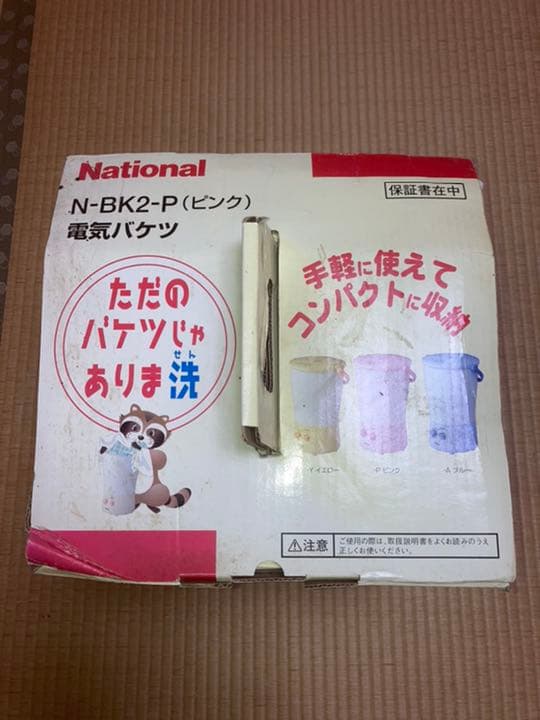 National
保証書在中
N-BK2-P(ピンク)
電気バケツ
ただの
バケツじゃ
ありま洗
せん
手軽に使えて
コンパクトに収納
-Y イエロー
-P ピンク
-A ブルー
注意
ご使用の際は、取扱説明書をよくお読みのうえ
正しくお使いください。